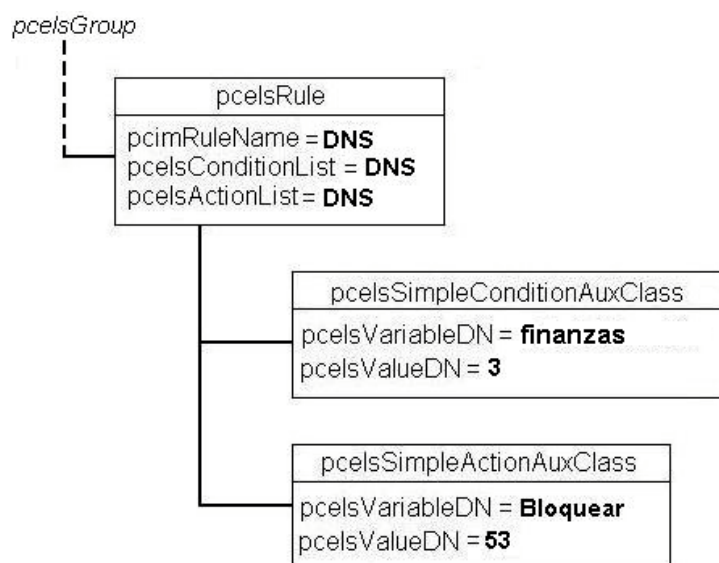 pcelsGroup
pcelsRule
pcimRuleName = DNS
pcelsConditionList = DNS
pcelsActionList= DNS
pcelsSimpleConditionAuxClass
pcelsVariableDN = finanzas
pcelsValueDN = 3
pcelsSimpleActionAuxClass
pcelsVariableDN = Bloquear
pcelsValueDN = 53